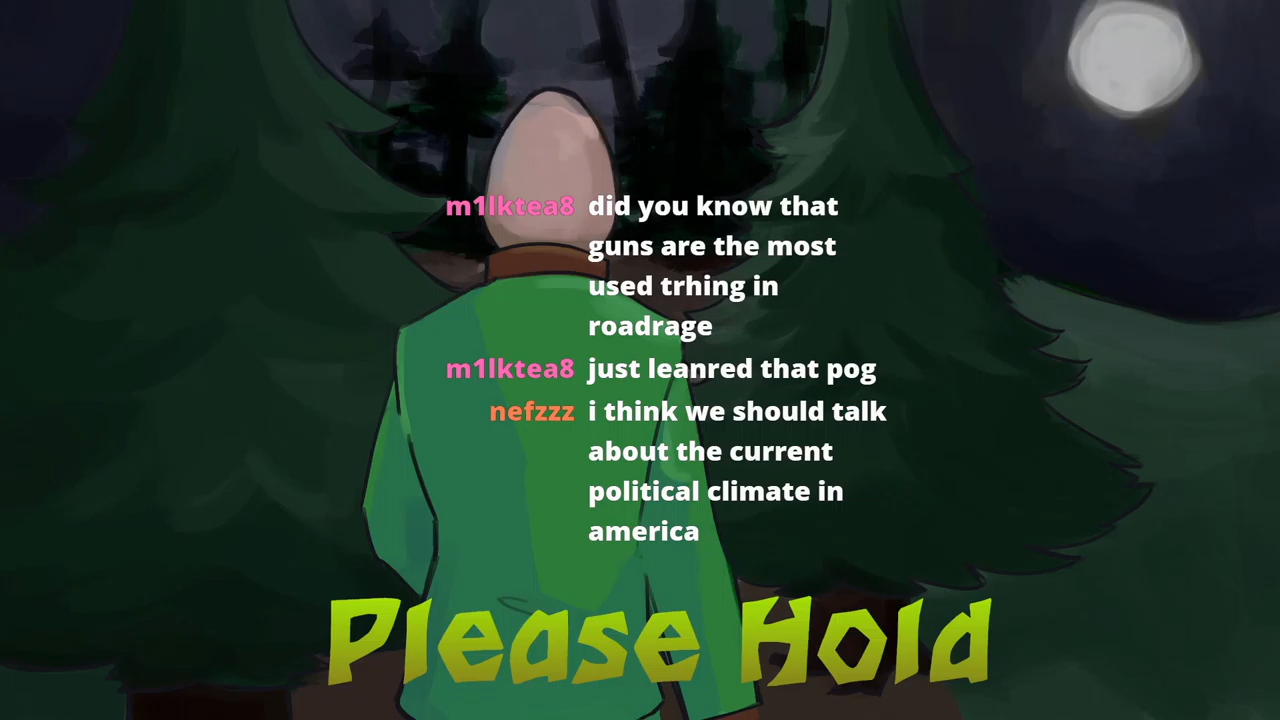 m1lktea8 did you know that
guns are the most
used trhing in
roadrage
m1lktea8 just leanred that pog
nefzzz i think we should talk
about the current
political climate in
america
Please Hold